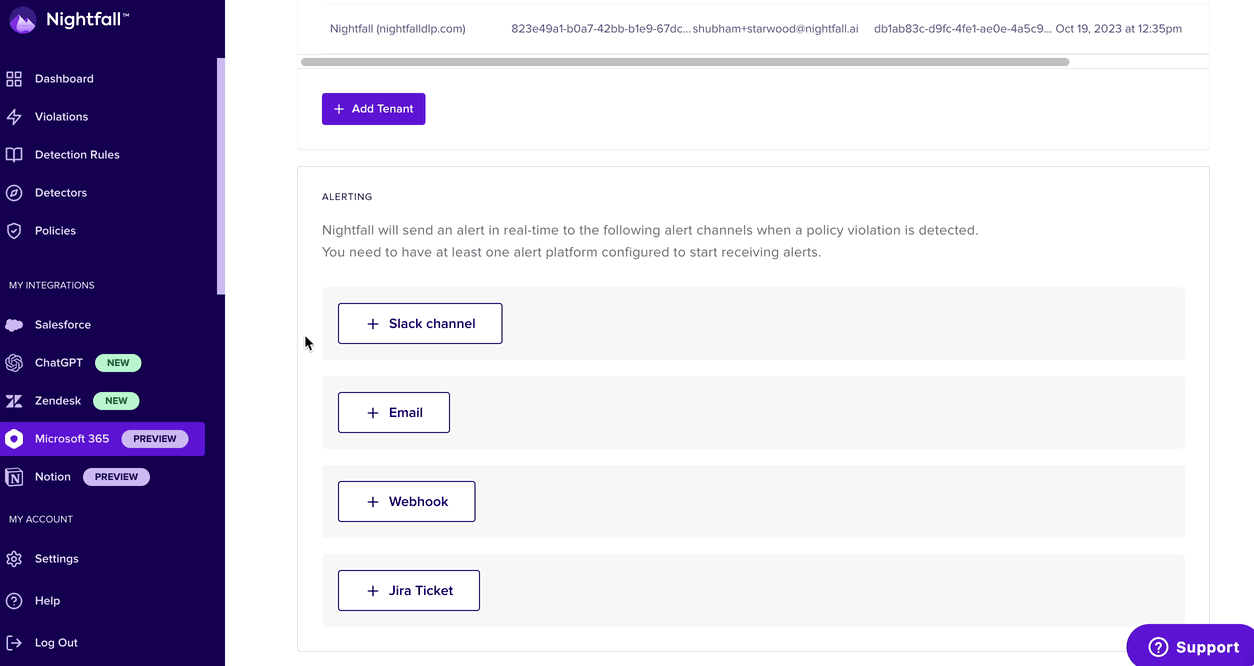 Nightfall™
Dashboard
Violations
Detection Rules
Detectors
Policies
MY INTEGRATIONS
Salesforce
ChatGPT NEW
Zendesk NEW
Microsoft 365 PREVIEW
Notion PREVIEW
MY ACCOUNT
Settings
Help
Log Out
Nightfall (nightfalldlp.com) 823e49a1-b0a7-42bb-b1e9-67dc... shubham+starwood@nightfall.ai db1ab83c-d9fc-4fe1-ae0e-4a5c9... Oct 19, 2023 at 12:35pm
+ Add Tenant
ALERTING
Nightfall will send an alert in real-time to the following alert channels when a policy violation is detected.
You need to have at least one alert platform configured to start receiving alerts.
+ Slack channel
+ Email
+ Webhook
+ Jira Ticket
Support